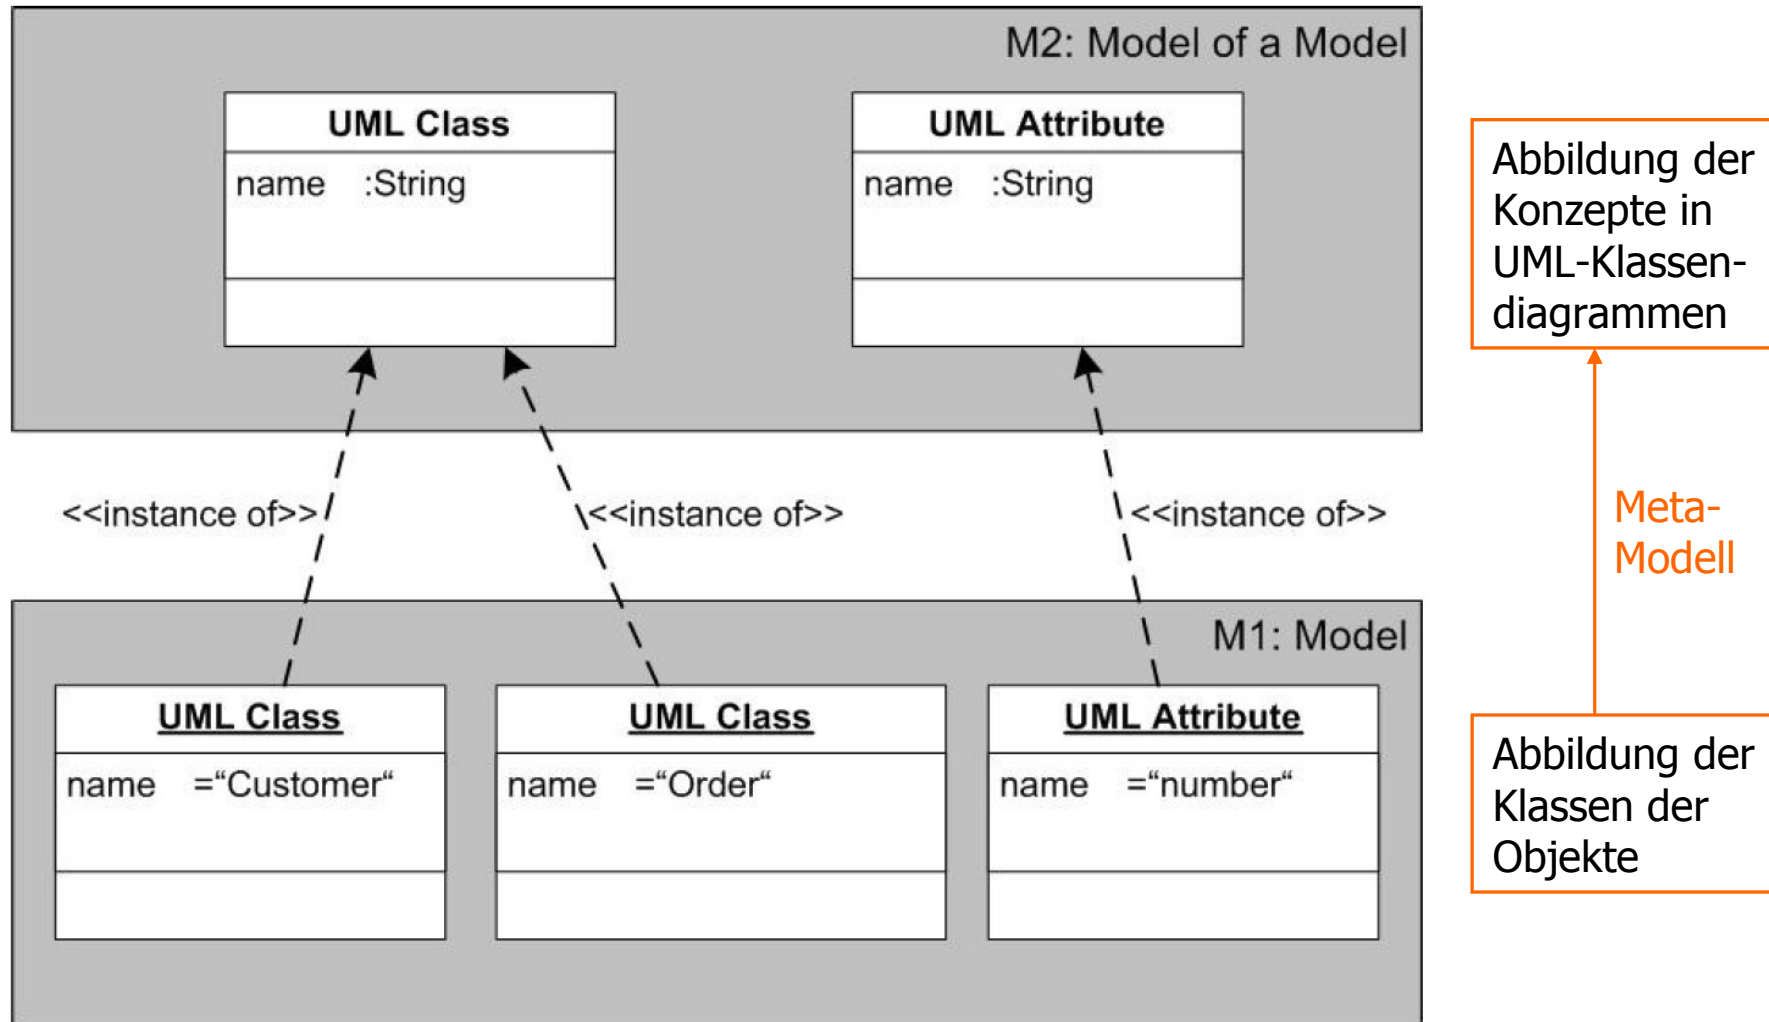 M2: Model of a Model
UML Class
name :String
UML Attribute
name :String
Abbildung der
Konzepte in
UML-Klassen-
diagrammen
<<instance of>>
<<instance of>>
<<instance of>>
Meta-
Modell
M1: Model
UML Class
name =“Customer“
UML Class
name =“Order“
UML Attribute
name =“number“
Abbildung der
Klassen der
Objekte